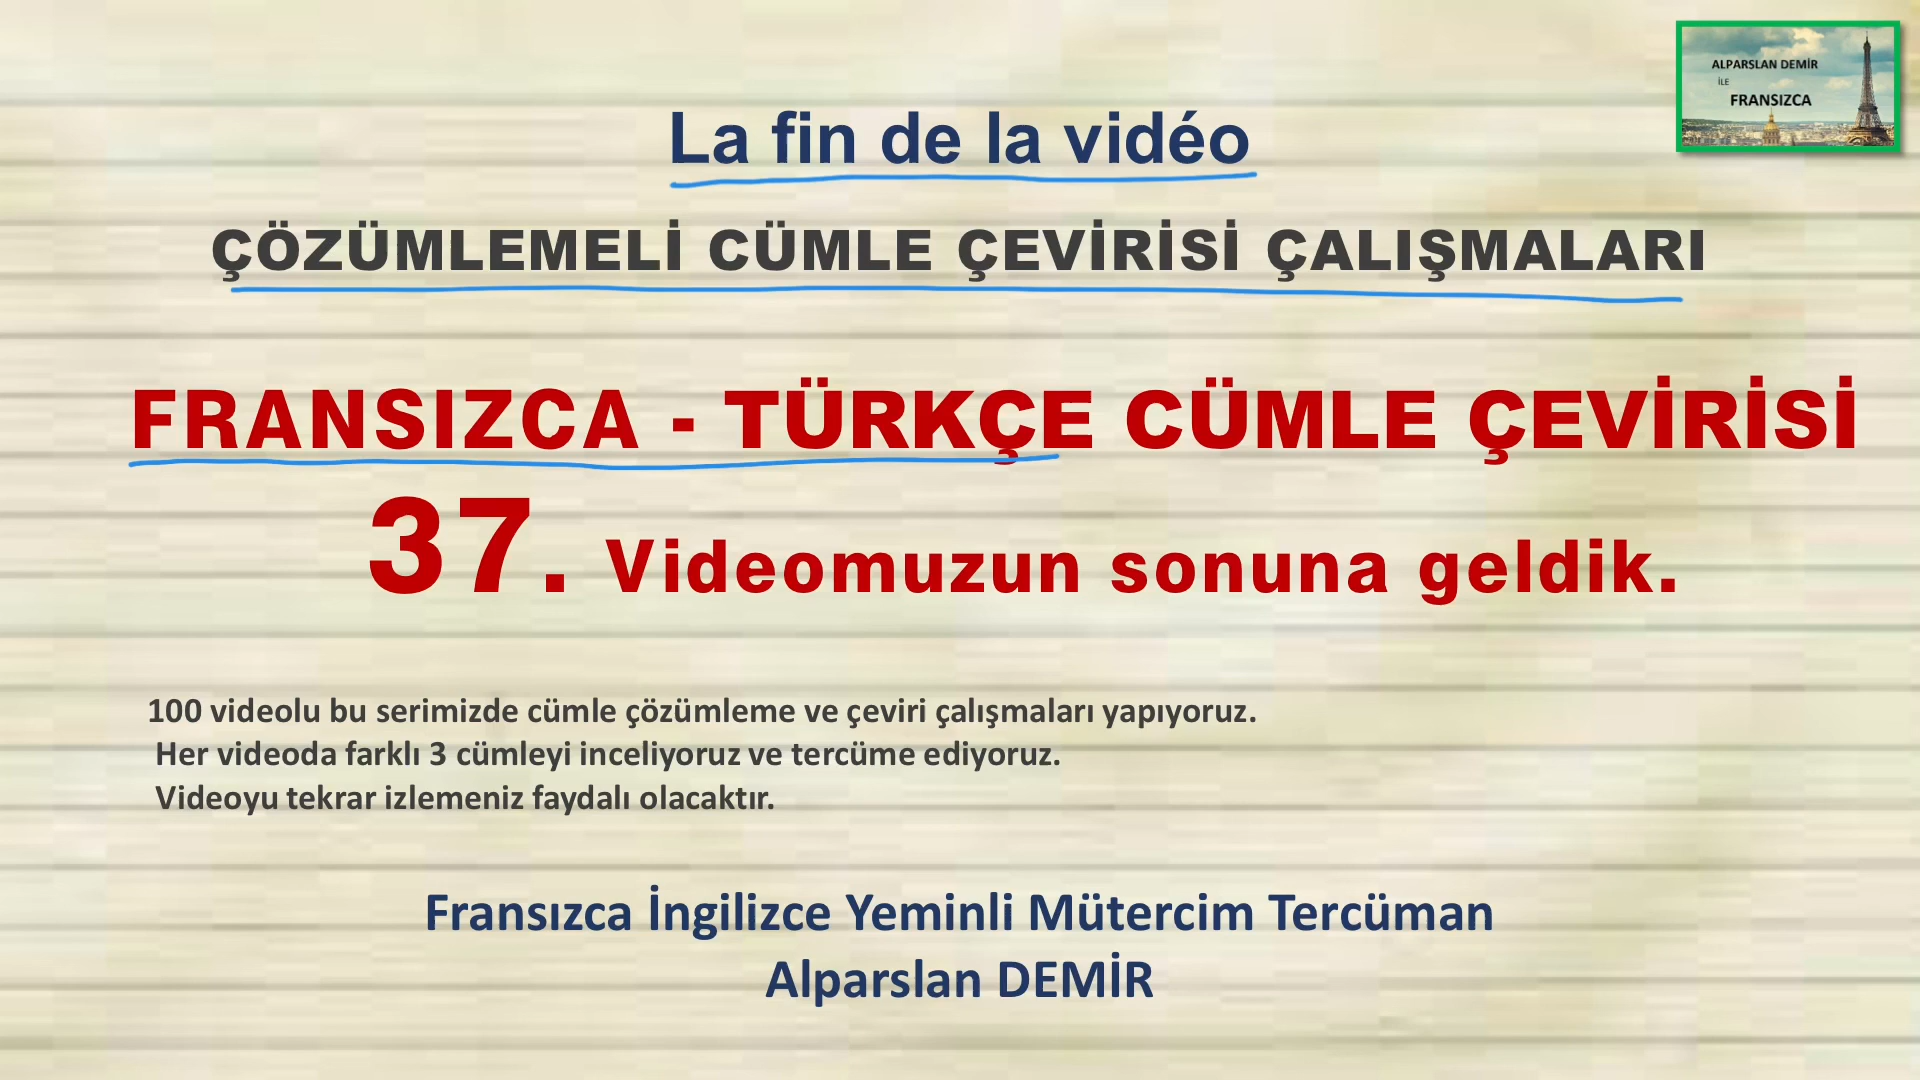 ALPARSLAN DEMİR
İLE
FRANSIZCA
La fin de la vidéo
ÇÖZÜMLEMELİ CÜMLE ÇEVİRİSİ ÇALIŞMALARI
FRANSIZCA - TÜRKÇE CÜMLE ÇEVİRİSİ
37. Videomuzun sonuna geldik.
100 videolu bu serimizde cümle çözümleme ve çeviri çalışmaları yapıyoruz.
Her videoda farklı 3 cümleyi inceliyoruz ve tercüme ediyoruz.
Videoyu tekrar izlemeniz faydalı olacaktır.
Fransızca İngilizce Yeminli Mütercim Tercüman
Alparslan DEMİR